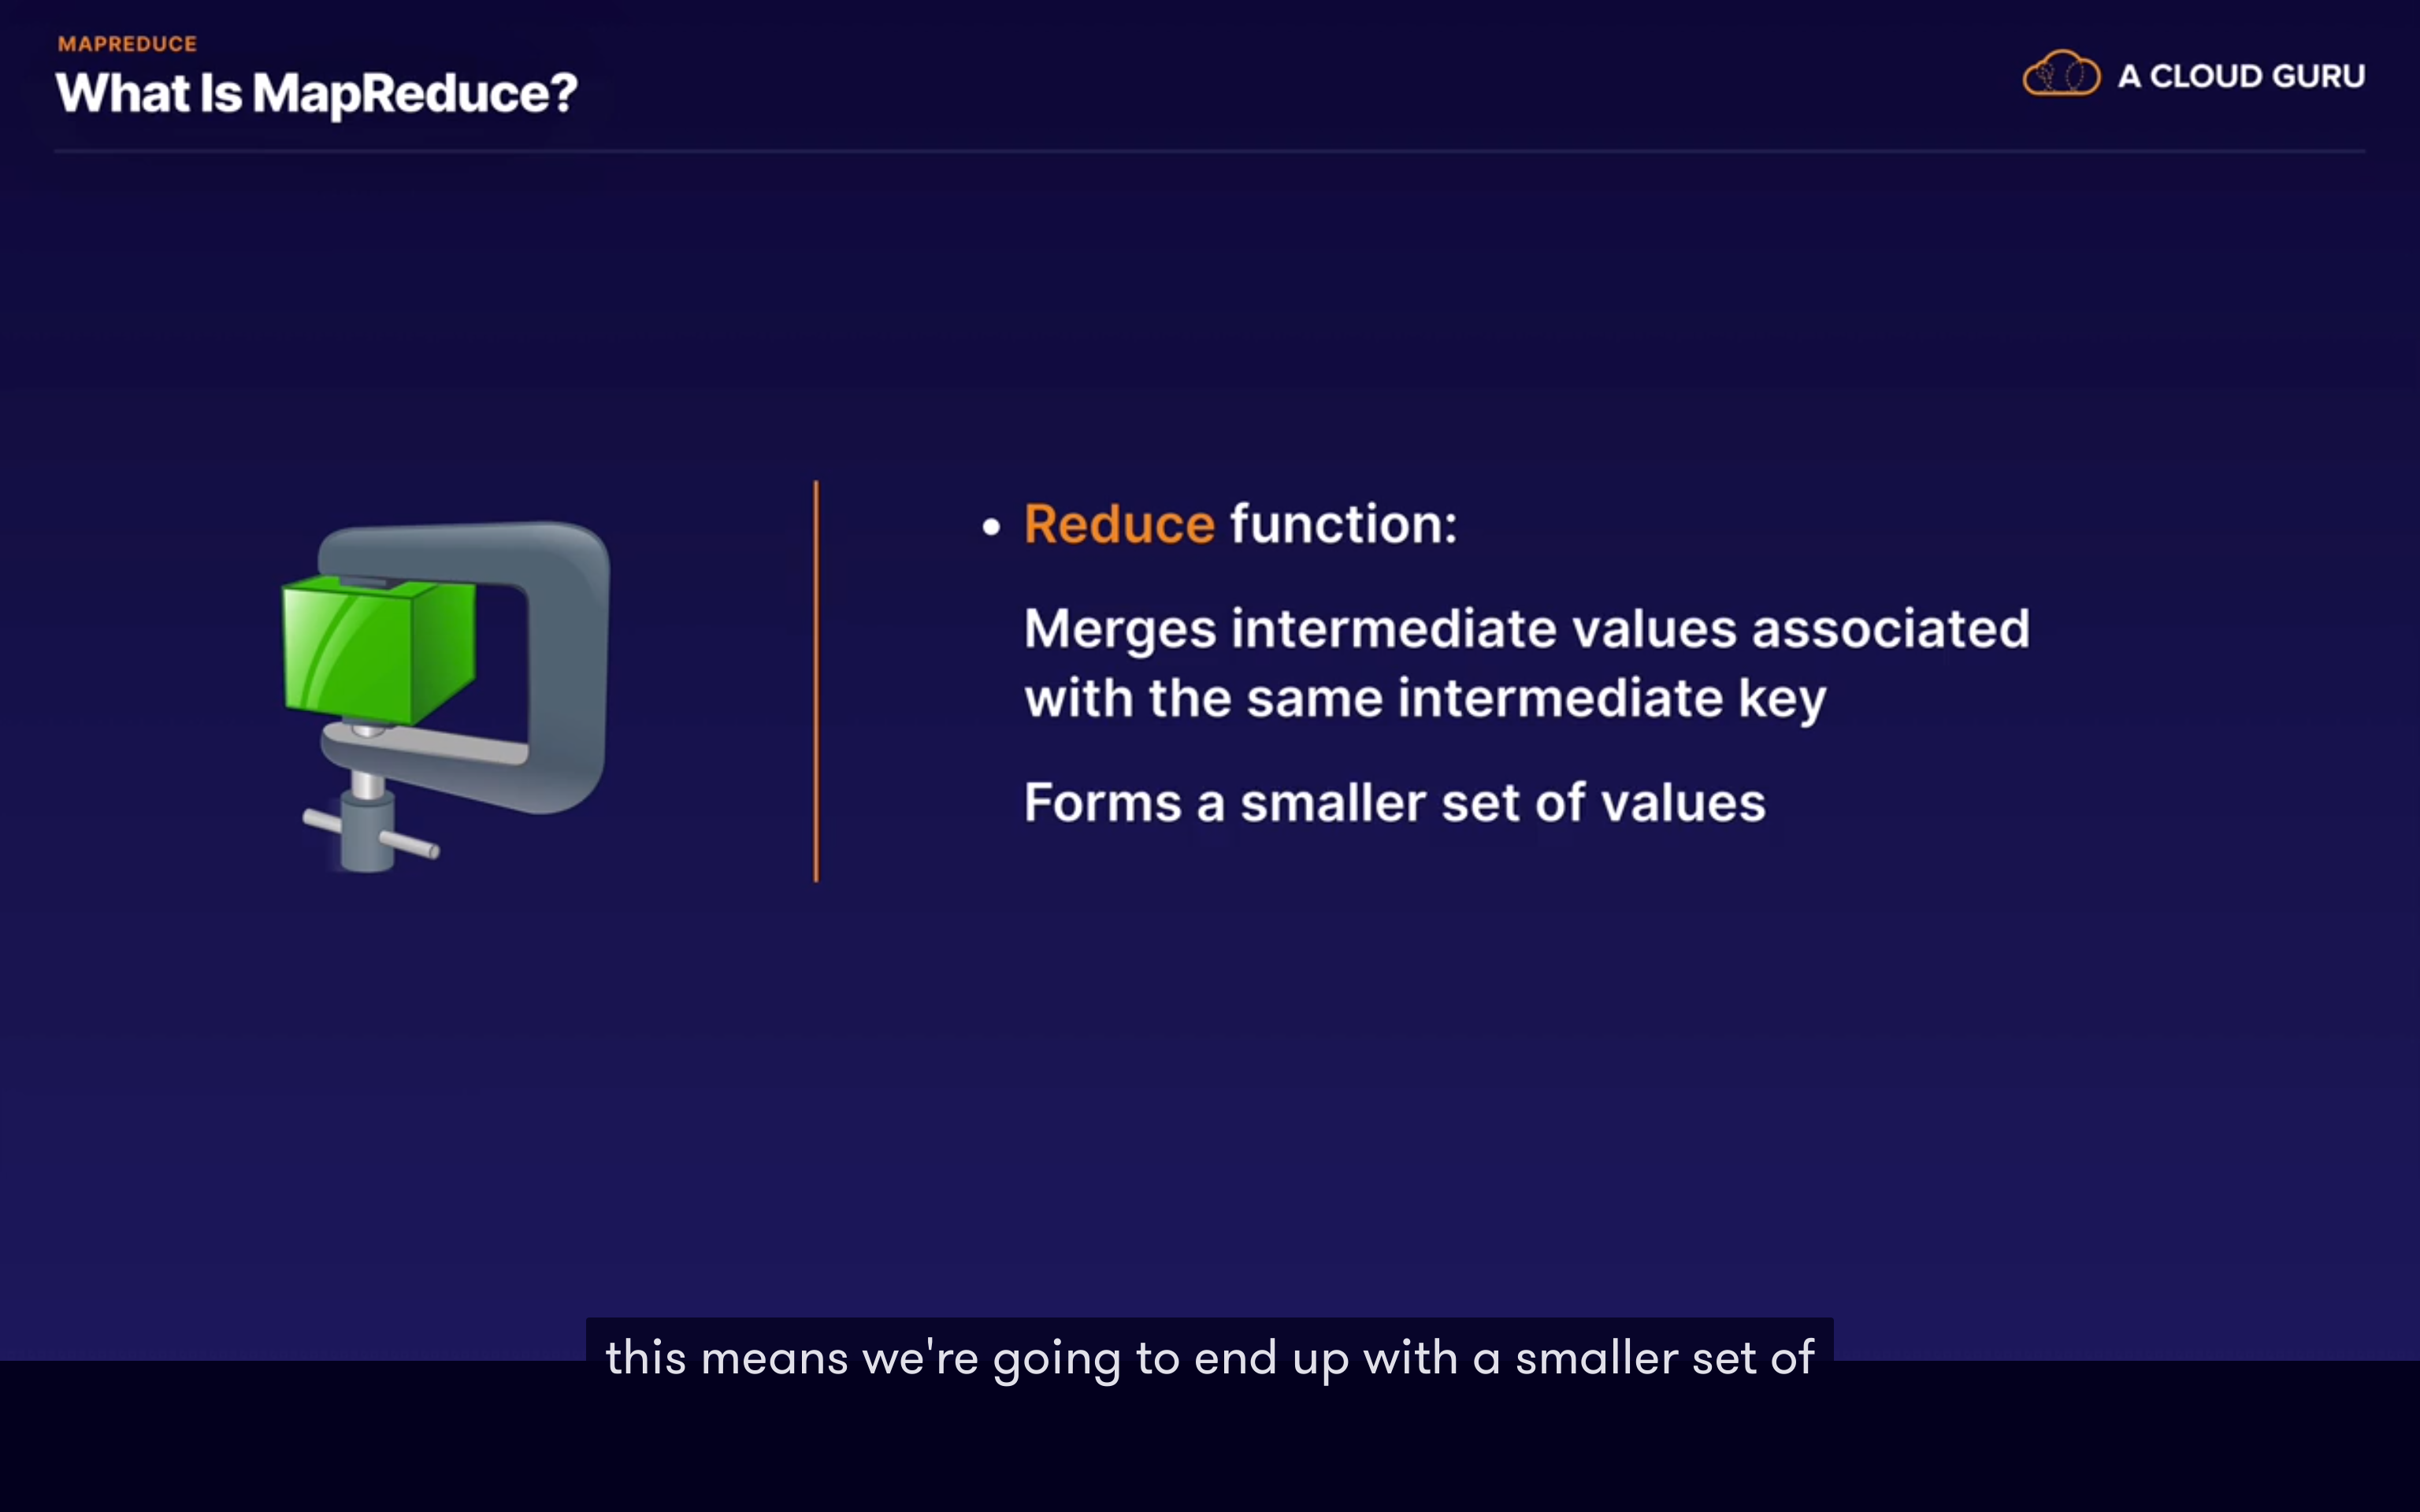 MAPREDUCE
What Is MapReduce?
A CLOUD GURU
• Reduce function:
Merges intermediate values associated
with the same intermediate key
Forms a smaller set of values
this means we're going to end up with a smaller set of